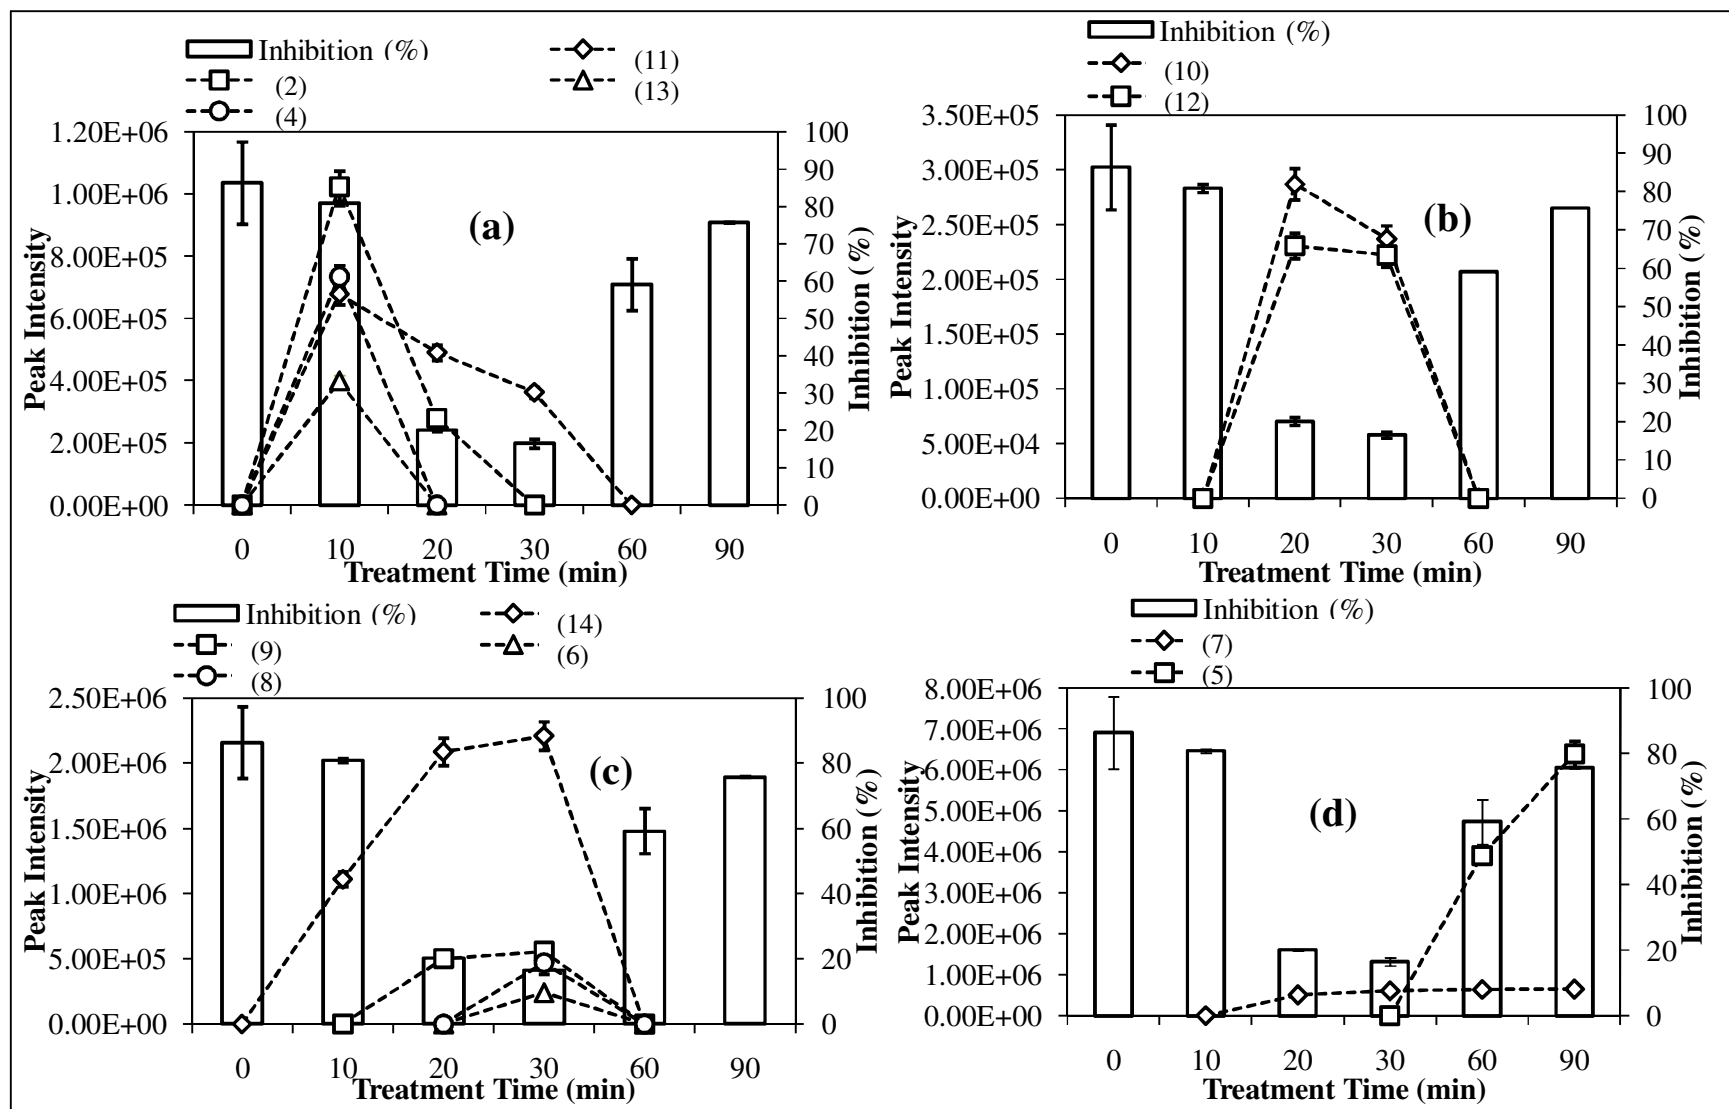 Inhibition (%)
(2)
(4)
(11)
(13)
1.20E+06
1.00E+06
8.00E+05
6.00E+05
4.00E+05
2.00E+05
0.00E+00
Peak Intensity
(a)
100
90
80
70
60
50
40
30
20
10
0
Inhibition (%)
0 10 20 30 60 90
Treatment Time (min)
Inhibition (%)
(10)
(12)
3.50E+05
3.00E+05
2.50E+05
2.00E+05
1.50E+05
1.00E+05
5.00E+04
0.00E+00
Peak Intensity
(b)
100
90
80
70
60
50
40
30
20
10
0
Inhibition (%)
0 10 20 30 60 90
Treatment Time (min)
Inhibition (%)
(9)
(8)
(14)
(6)
2.50E+06
2.00E+06
1.50E+06
1.00E+06
5.00E+05
0.00E+00
Peak Intensity
(c)
100
80
60
40
20
0
Inhibition (%)
0 10 20 30 60 90
Treatment Time (min)
Inhibition (%)
(7)
(5)
8.00E+06
7.00E+06
6.00E+06
5.00E+06
4.00E+06
3.00E+06
2.00E+06
1.00E+06
0.00E+00
Peak Intensity
(d)
100
80
60
40
20
0
Inhibition (%)
0 10 20 30 60 90
Treatment Time (min)